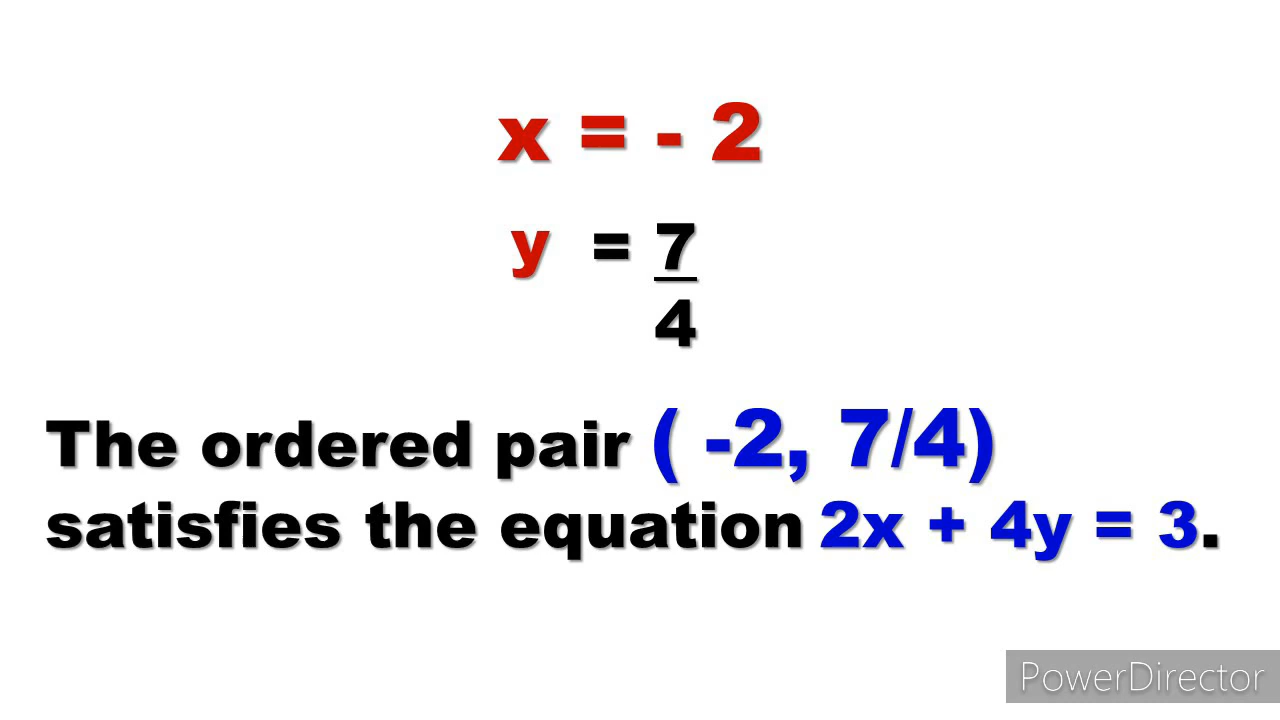 x = - 2
y = 7
4
The ordered pair ( -2, 7/4)
satisfies the equation 2x + 4y = 3.
PowerDirector